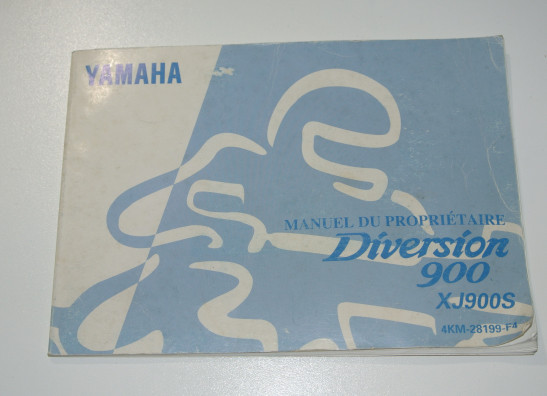 YAMAHA
MANUEL DU PROPRIÉTAIRE
Diversion
900
XJ900S
4KM-28199-F4